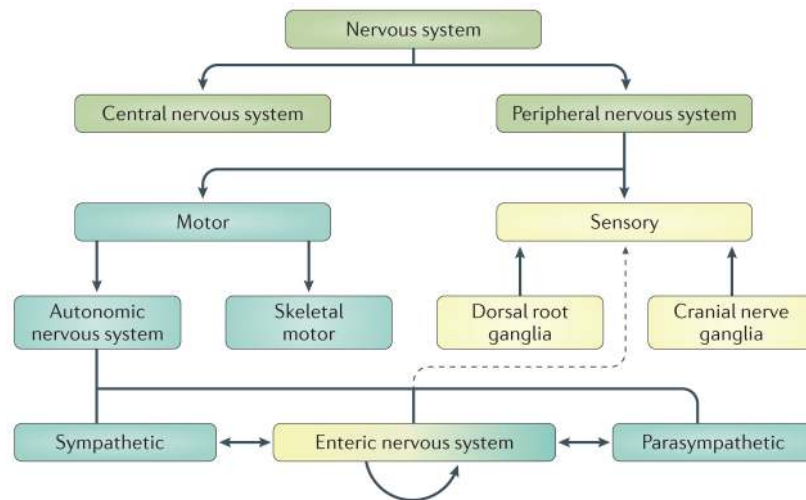 Nervous system
Central nervous system
Peripheral nervous system
Motor
Sensory
Autonomic
nervous system
Skeletal
motor
Dorsal root
ganglia
Cranial nerve
ganglia
Sympathetic
Enteric nervous system
Parasympathetic